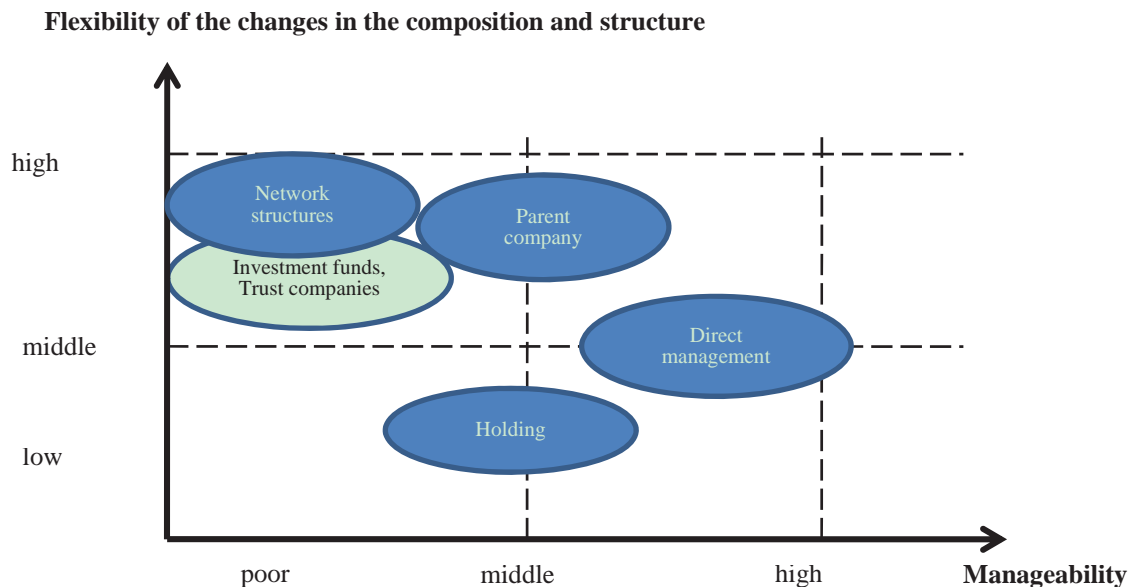 Flexibility of the changes in the composition and structure
high
Network
structures
Parent
company
Investment funds,
Trust companies
middle
Direct
management
Holding
low
poor
middle
high
Manageability